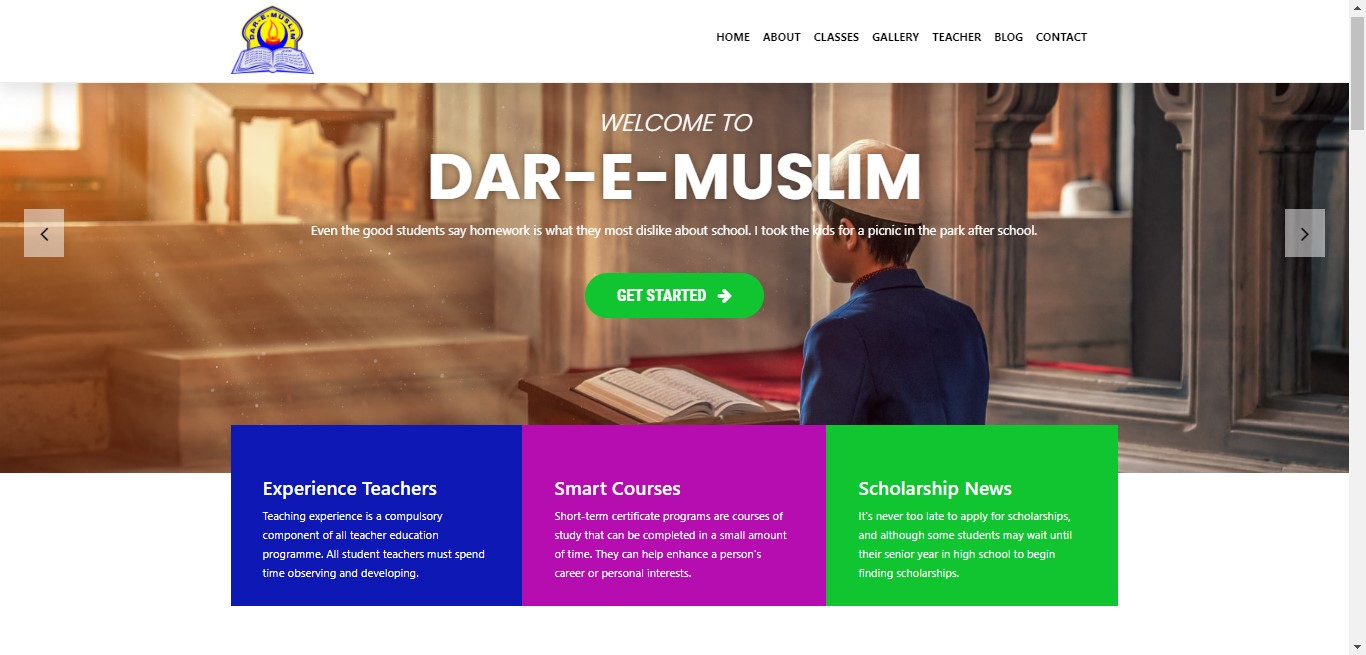 DAR-E-MUSLIM
HOME ABOUT CLASSES GALLERY TEACHER BLOG CONTACT
WELCOME TO
DAR-E-MUSLIM
Even the good students say homework is what they most dislike about school. I took the kids for a picnic in the park after school.
GET STARTED
Experience Teachers
Teaching experience is a compulsory
component of all teacher education
programme. All student teachers must spend
time observing and developing.
Smart Courses
Short-term certificate programs are courses of
study that can be completed in a small amount
of time. They can help enhance a person's
career or personal interests.
Scholarship News
It's never too late to apply for scholarships,
and although some students may wait until
their senior year in high school to begin
finding scholarships.